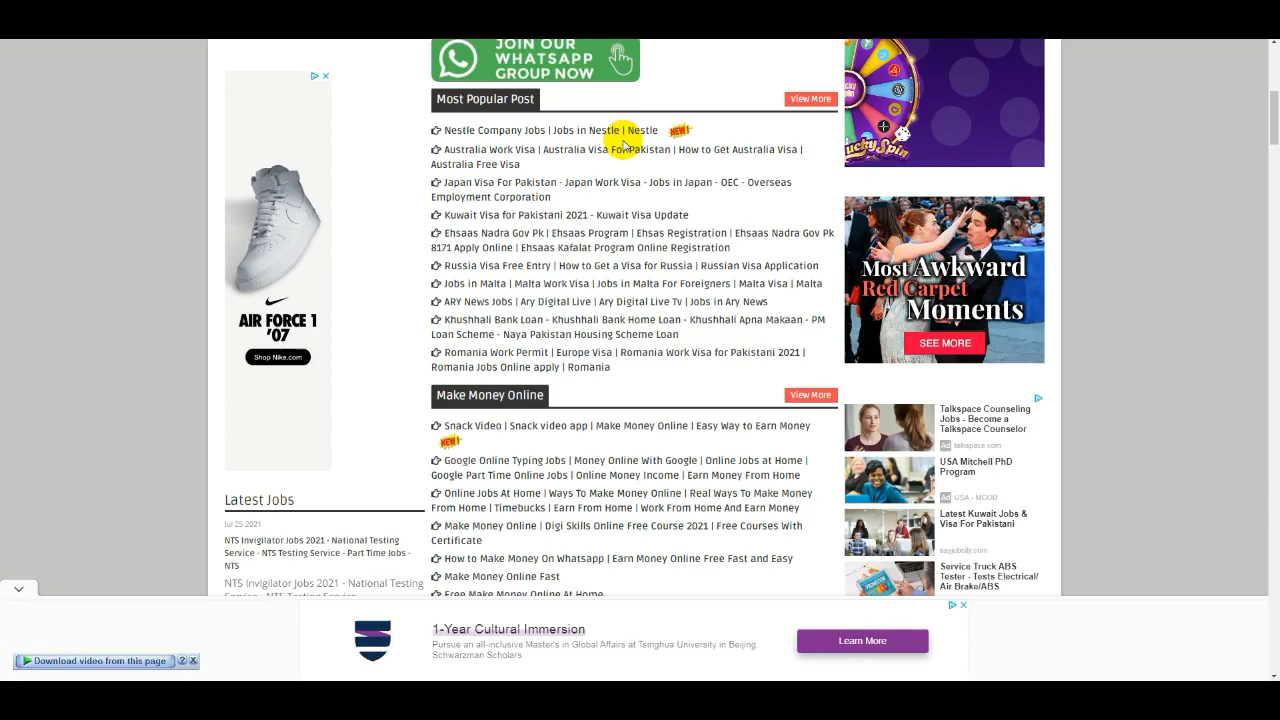 JOIN OUR
WHATSAPP
GROUP NOW
Most Popular Post
View More
Nestle Company Jobs | Jobs in Nestle | Nestle NEW!
Australia Work Visa | Australia Visa For Pakistan | How to Get Australia Visa |
Australia Free Visa
Japan Visa For Pakistan - Japan Work Visa - Jobs in Japan - OEC - Overseas
Employment Corporation
Kuwait Visa for Pakistani 2021 - Kuwait Visa Update
Ehsaas Nadra Gov Pk | Ehsaas Program | Ehsas Registration | Ehsaas Nadra Gov Pk
8171 Apply Online | Ehsaas Kafalat Program Online Registration
Russia Visa Free Entry | How to Get a Visa for Russia | Russian Visa Application
Jobs in Malta | Malta Work Visa | Jobs in Malta For Foreigners | Malta Visa | Malta
ARY News Jobs | Ary Digital Live | Ary Digital Live Tv | Jobs in Ary News
Khushhali Bank Loan - Khushhali Bank Home Loan - Khushhali Apna Makaan - PM
Loan Scheme - Naya Pakistan Housing Scheme Loan
Romania Work Permit | Europe Visa | Romania Work Visa for Pakistani 2021 |
Romania Jobs Online apply | Romania
Make Money Online
View More
Snack Video | Snack video app | Make Money Online | Easy Way to Earn Money
NEW!
Google Online Typing Jobs | Money Online With Google | Online Jobs at Home |
Google Part Time Online Jobs | Online Money Income | Earn Money From Home
Online Jobs At Home | Ways To Make Money Online | Real Ways To Make Money
From Home | Timebucks | Earn From Home | Work From Home And Earn Money
Make Money Online | Digi Skills Online Free Course 2021 | Free Courses With
Certificate
How to Make Money On Whatsapp | Earn Money Online Free Fast and Easy
Make Money Online Fast
Free Make Money Online At Home
AIR FORCE 1
'07
Shop Nike.com
Latest Jobs
Jul 25 2021
NTS Invigilator Jobs 2021 - National Testing
Service - NTS Testing Service - Part Time Jobs -
NTS
NTS Invigilator Jobs 2021 - National Testing
Service - NTS Testing Service
Lucky Spin
Most Awkward
Red Carpet
Moments
SEE MORE
Talkspace Counseling
Jobs - Become a
Talkspace Counselor
Ad talkspace.com
USA Mitchell PhD
Program
Ad USA - MCOB
Latest Kuwait Jobs &
Visa For Pakistani
sayjobcity.com
Service Truck ABS
Tester - Tests Electrical/
Air Brake/ABS
1-Year Cultural Immersion
Pursue an all-inclusive Master's in Global Affairs at Tsinghua University in Beijing
Schwarzman Scholars
Learn More
Download video from this page ?